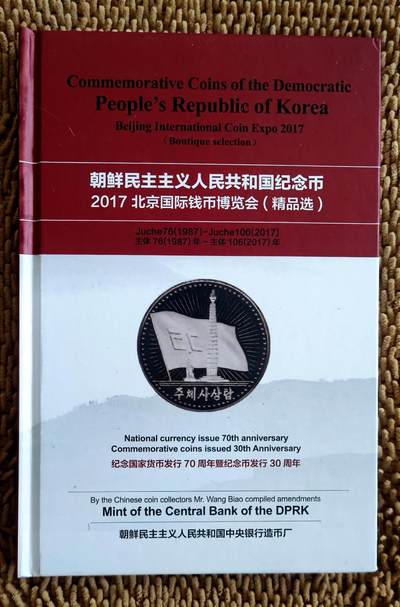 Commemorative Coins of the Democratic
People's Republic of Korea
Beijing International Coin Expo 2017
(Boutique selection)
朝鲜民主主义人民共和国纪念币
2017 北京国际钱币博览会（精品选）
Juche76(1987)-Juche106(2017)
主体 76(1987)年－主体 106(2017)年
주체사상탑
National currency issue 70th anniversary
Commemorative coins issued 30th Anniversary
纪念国家货币发行 70 周年暨纪念币发行 30 周年
By the Chinese coin collectors Mr. Wang Biao compiled amendments
Mint of the Central Bank of the DPRK
朝鲜民主主义人民共和国中央银行造币厂